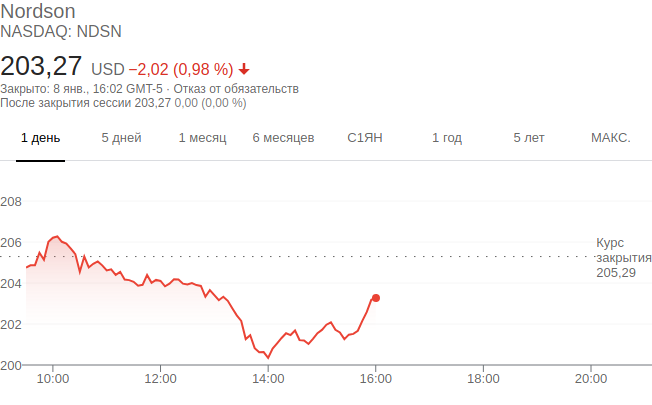 Nordson
NASDAQ: NDSN
203,27 USD −2,02 (0,98 %)
Закрыто: 8 янв., 16:02 GMT-5 · Отказ от обязательств
После закрытия сессии 203,27 0,00 (0,00 %)
1 день 5 дней 1 месяц 6 месяцев С1ЯН 1 год 5 лет МАКС.
208
206
Курс
закрытия
205,29
204
202
200
10:00 12:00 14:00 16:00 18:00 20:00